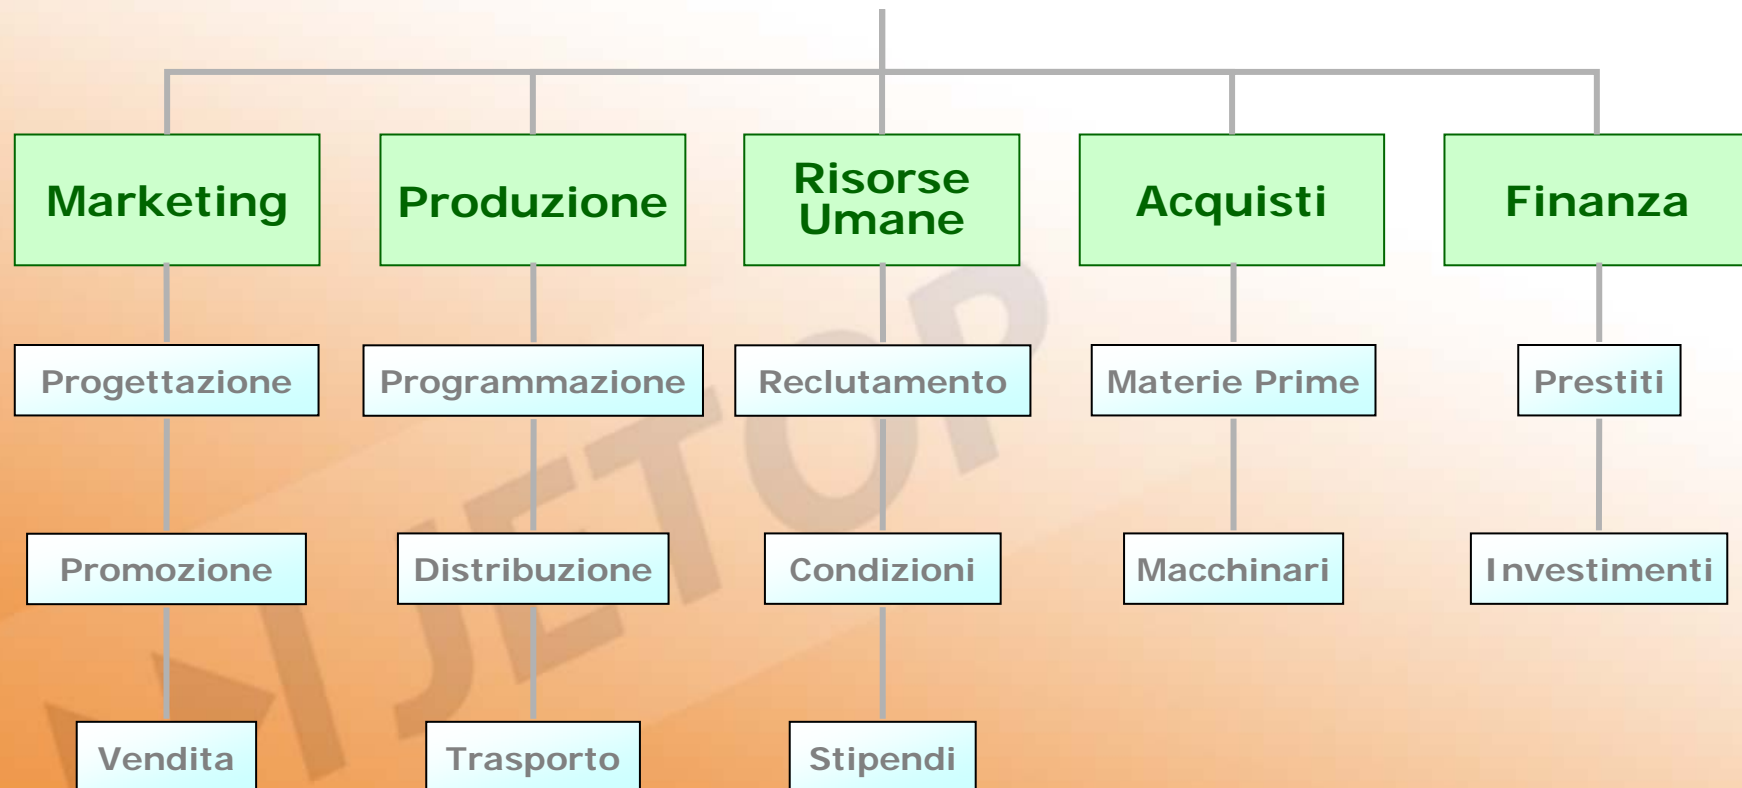 Marketing
Produzione
Risorse
Umane
Acquisti
Finanza
Progettazione
Programmazione
Reclutamento
Materie Prime
Prestiti
Promozione
Distribuzione
Condizioni
Macchinari
Investimenti
Vendita
Trasporto
Stipendi
JETOP